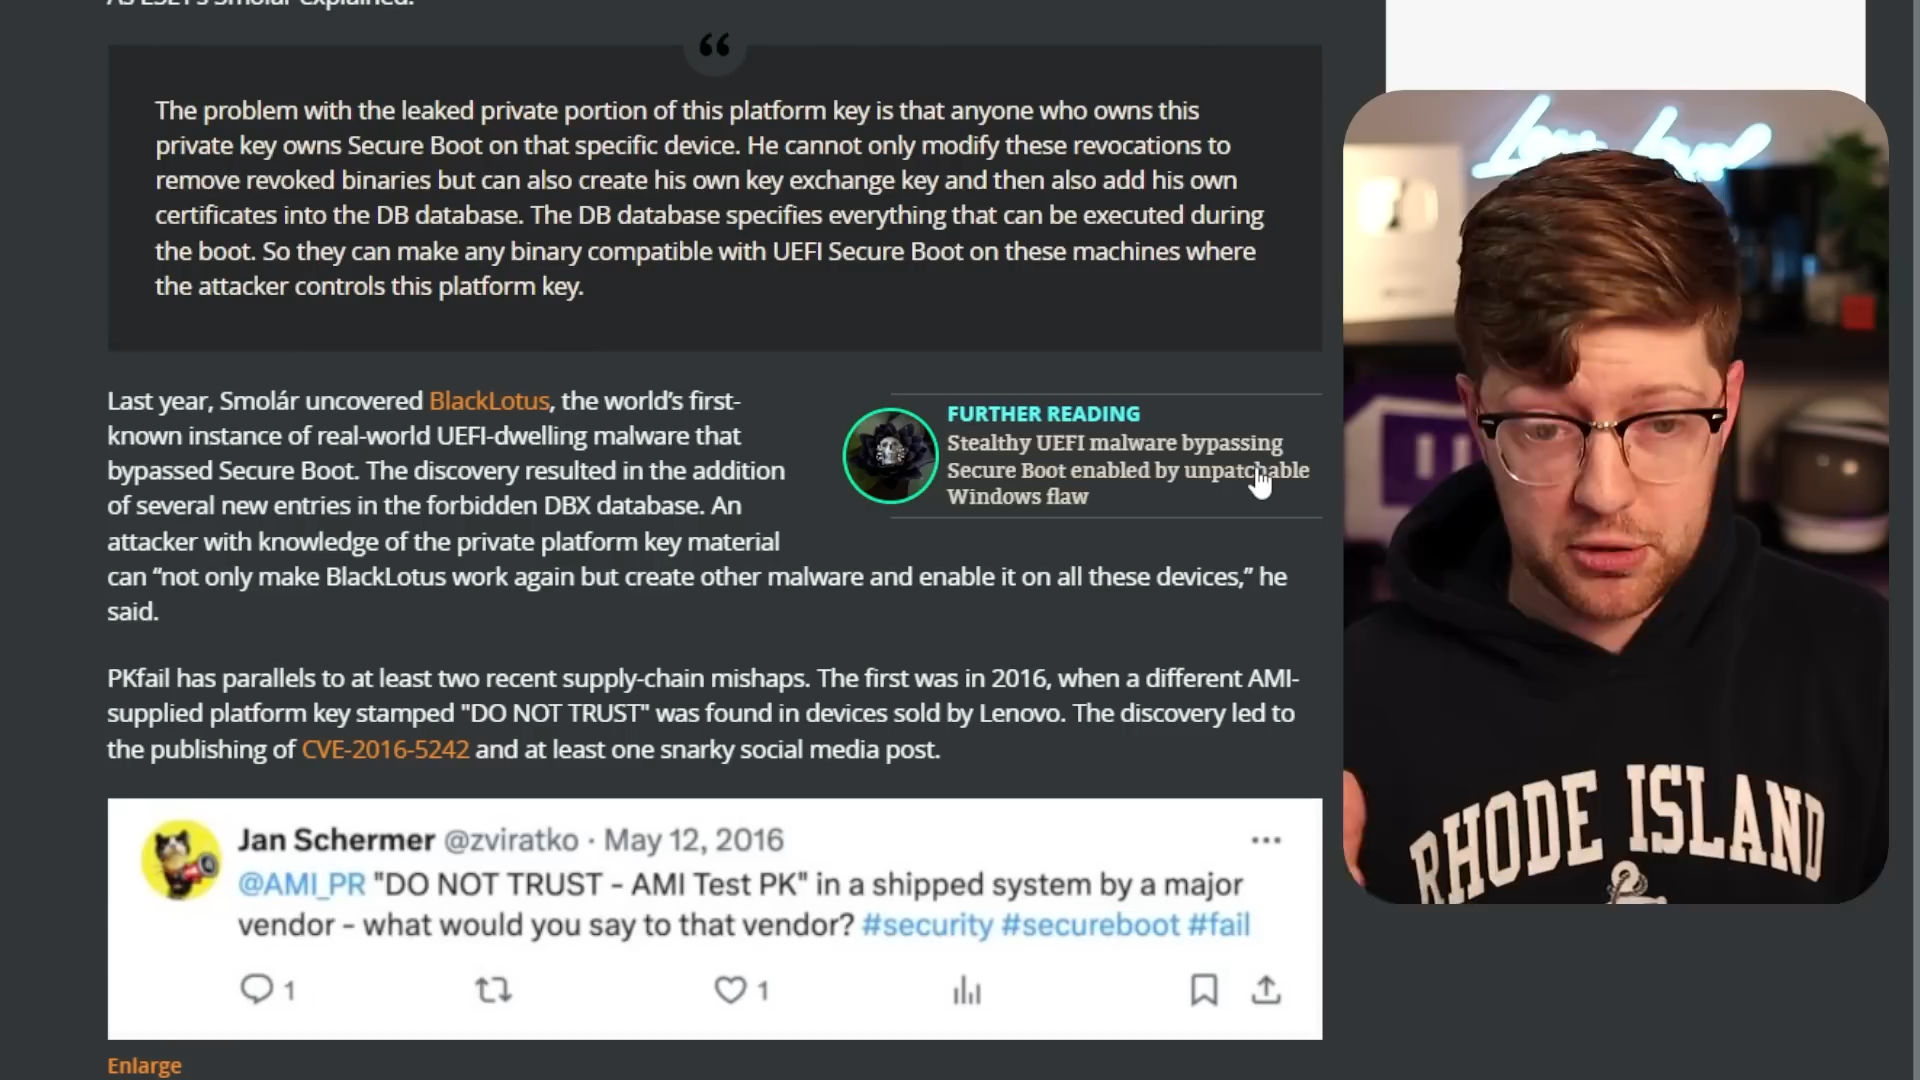 As ESET's Smolár explained:
“
The problem with the leaked private portion of this platform key is that anyone who owns this
private key owns Secure Boot on that specific device. He cannot only modify these revocations to
remove revoked binaries but can also create his own key exchange key and then also add his own
certificates into the DB database. The DB database specifies everything that can be executed during
the boot. So they can make any binary compatible with UEFI Secure Boot on these machines where
the attacker controls this platform key.
Last year, Smolár uncovered BlackLotus, the world’s first-
known instance of real-world UEFI-dwelling malware that
bypassed Secure Boot. The discovery resulted in the addition
of several new entries in the forbidden DBX database. An
attacker with knowledge of the private platform key material
can “not only make BlackLotus work again but create other malware and enable it on all these devices,” he
said.
FURTHER READING
Stealthy UEFI malware bypassing
Secure Boot enabled by unpatchable
Windows flaw
PKfail has parallels to at least two recent supply-chain mishaps. The first was in 2016, when a different AMI-
supplied platform key stamped "DO NOT TRUST" was found in devices sold by Lenovo. The discovery led to
the publishing of CVE-2016-5242 and at least one snarky social media post.
Jan Schermer @zviratko · May 12, 2016
@AMI_PR "DO NOT TRUST - AMI Test PK" in a shipped system by a major
vendor - what would you say to that vendor? #security #secureboot #fail
1
1
Enlarge
RHODE ISLAND